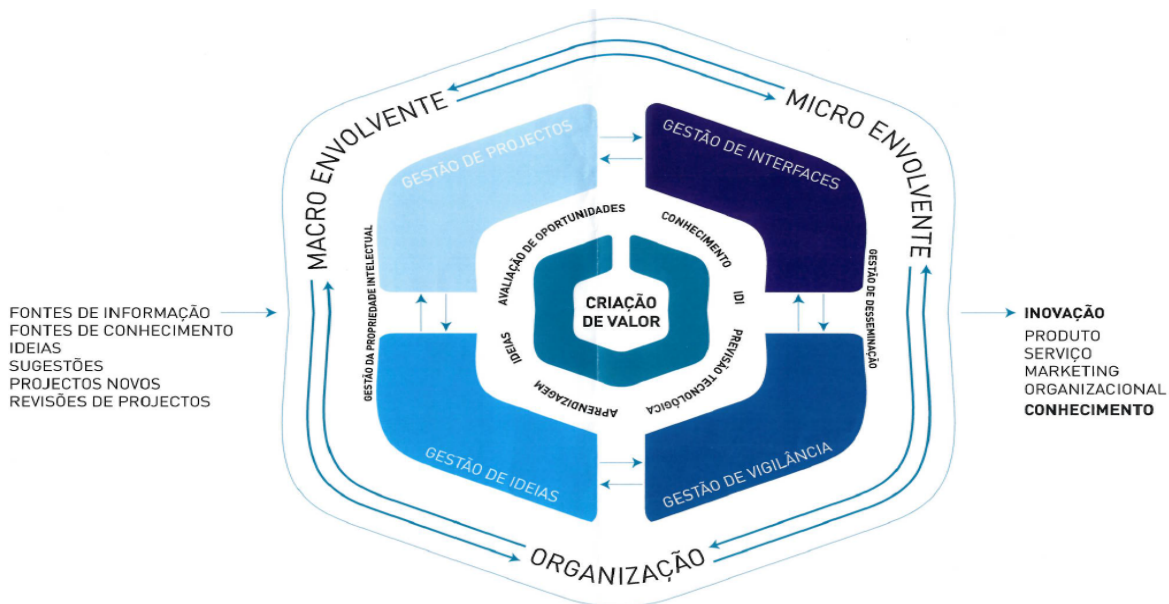 MACRO ENVOLVENTE
MICRO ENVOLVENTE
GESTÃO DE PROJECTOS
GESTÃO DE INTERFACES
GESTÃO DA PROPRIEDADE INTELECTUAL
AVALIAÇÃO DE OPORTUNIDADES
CONHECIMENTO
GESTÃO DE DESSEMINAÇÃO
IDI
CRIAÇÃO
DE VALOR
IDEIAS
PREVISÃO TECNOLÓGICA
APRENDIZAGEM
FONTES DE INFORMAÇÃO
FONTES DE CONHECIMENTO
IDEIAS
SUGESTÕES
PROJECTOS NOVOS
REVISÕES DE PROJECTOS
INOVAÇÃO
PRODUTO
SERVIÇO
MARKETING
ORGANIZACIONAL
CONHECIMENTO
GESTÃO DE IDEIAS
GESTÃO DE VIGILÂNCIA
ORGANIZAÇÃO